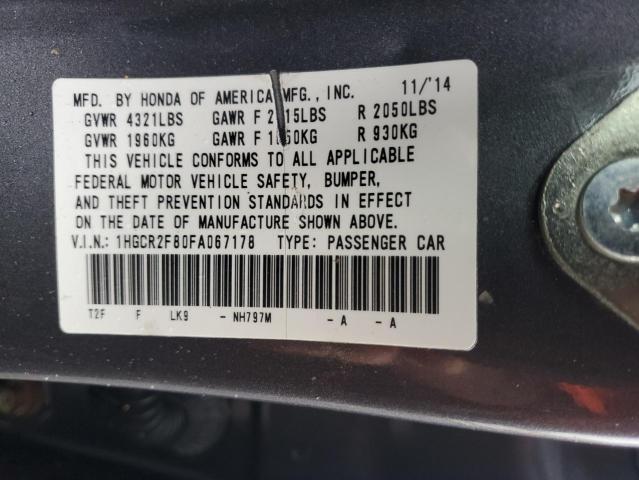 MFD. BY HONDA OF AMERICA MFG., INC. 11/'14
GVWR 4321LBS GAWR F 2315LBS R 2050LBS
GVWR 1960KG GAWR F 1050KG R 930KG
THIS VEHICLE CONFORMS TO ALL APPLICABLE
FEDERAL MOTOR VEHICLE SAFETY, BUMPER,
AND THEFT PREVENTION STANDARDS IN EFFECT
ON THE DATE OF MANUFACTURE SHOWN ABOVE.
V.I.N.: 1HGCR2F80FA067178 TYPE: PASSENGER CAR
T2F F LK9 - NH797M - A - A